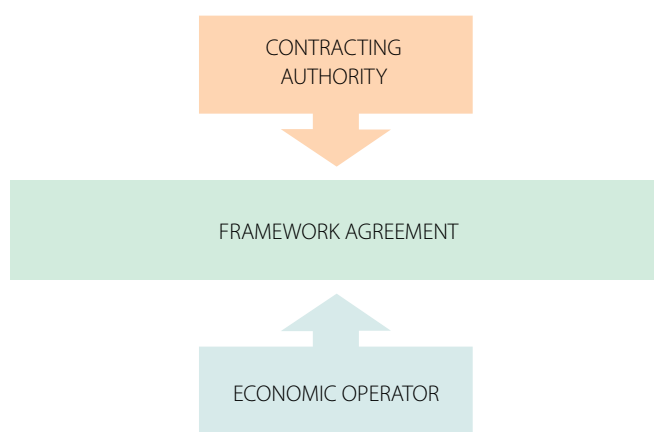 CONTRACTING
AUTHORITY
FRAMEWORK AGREEMENT
ECONOMIC OPERATOR